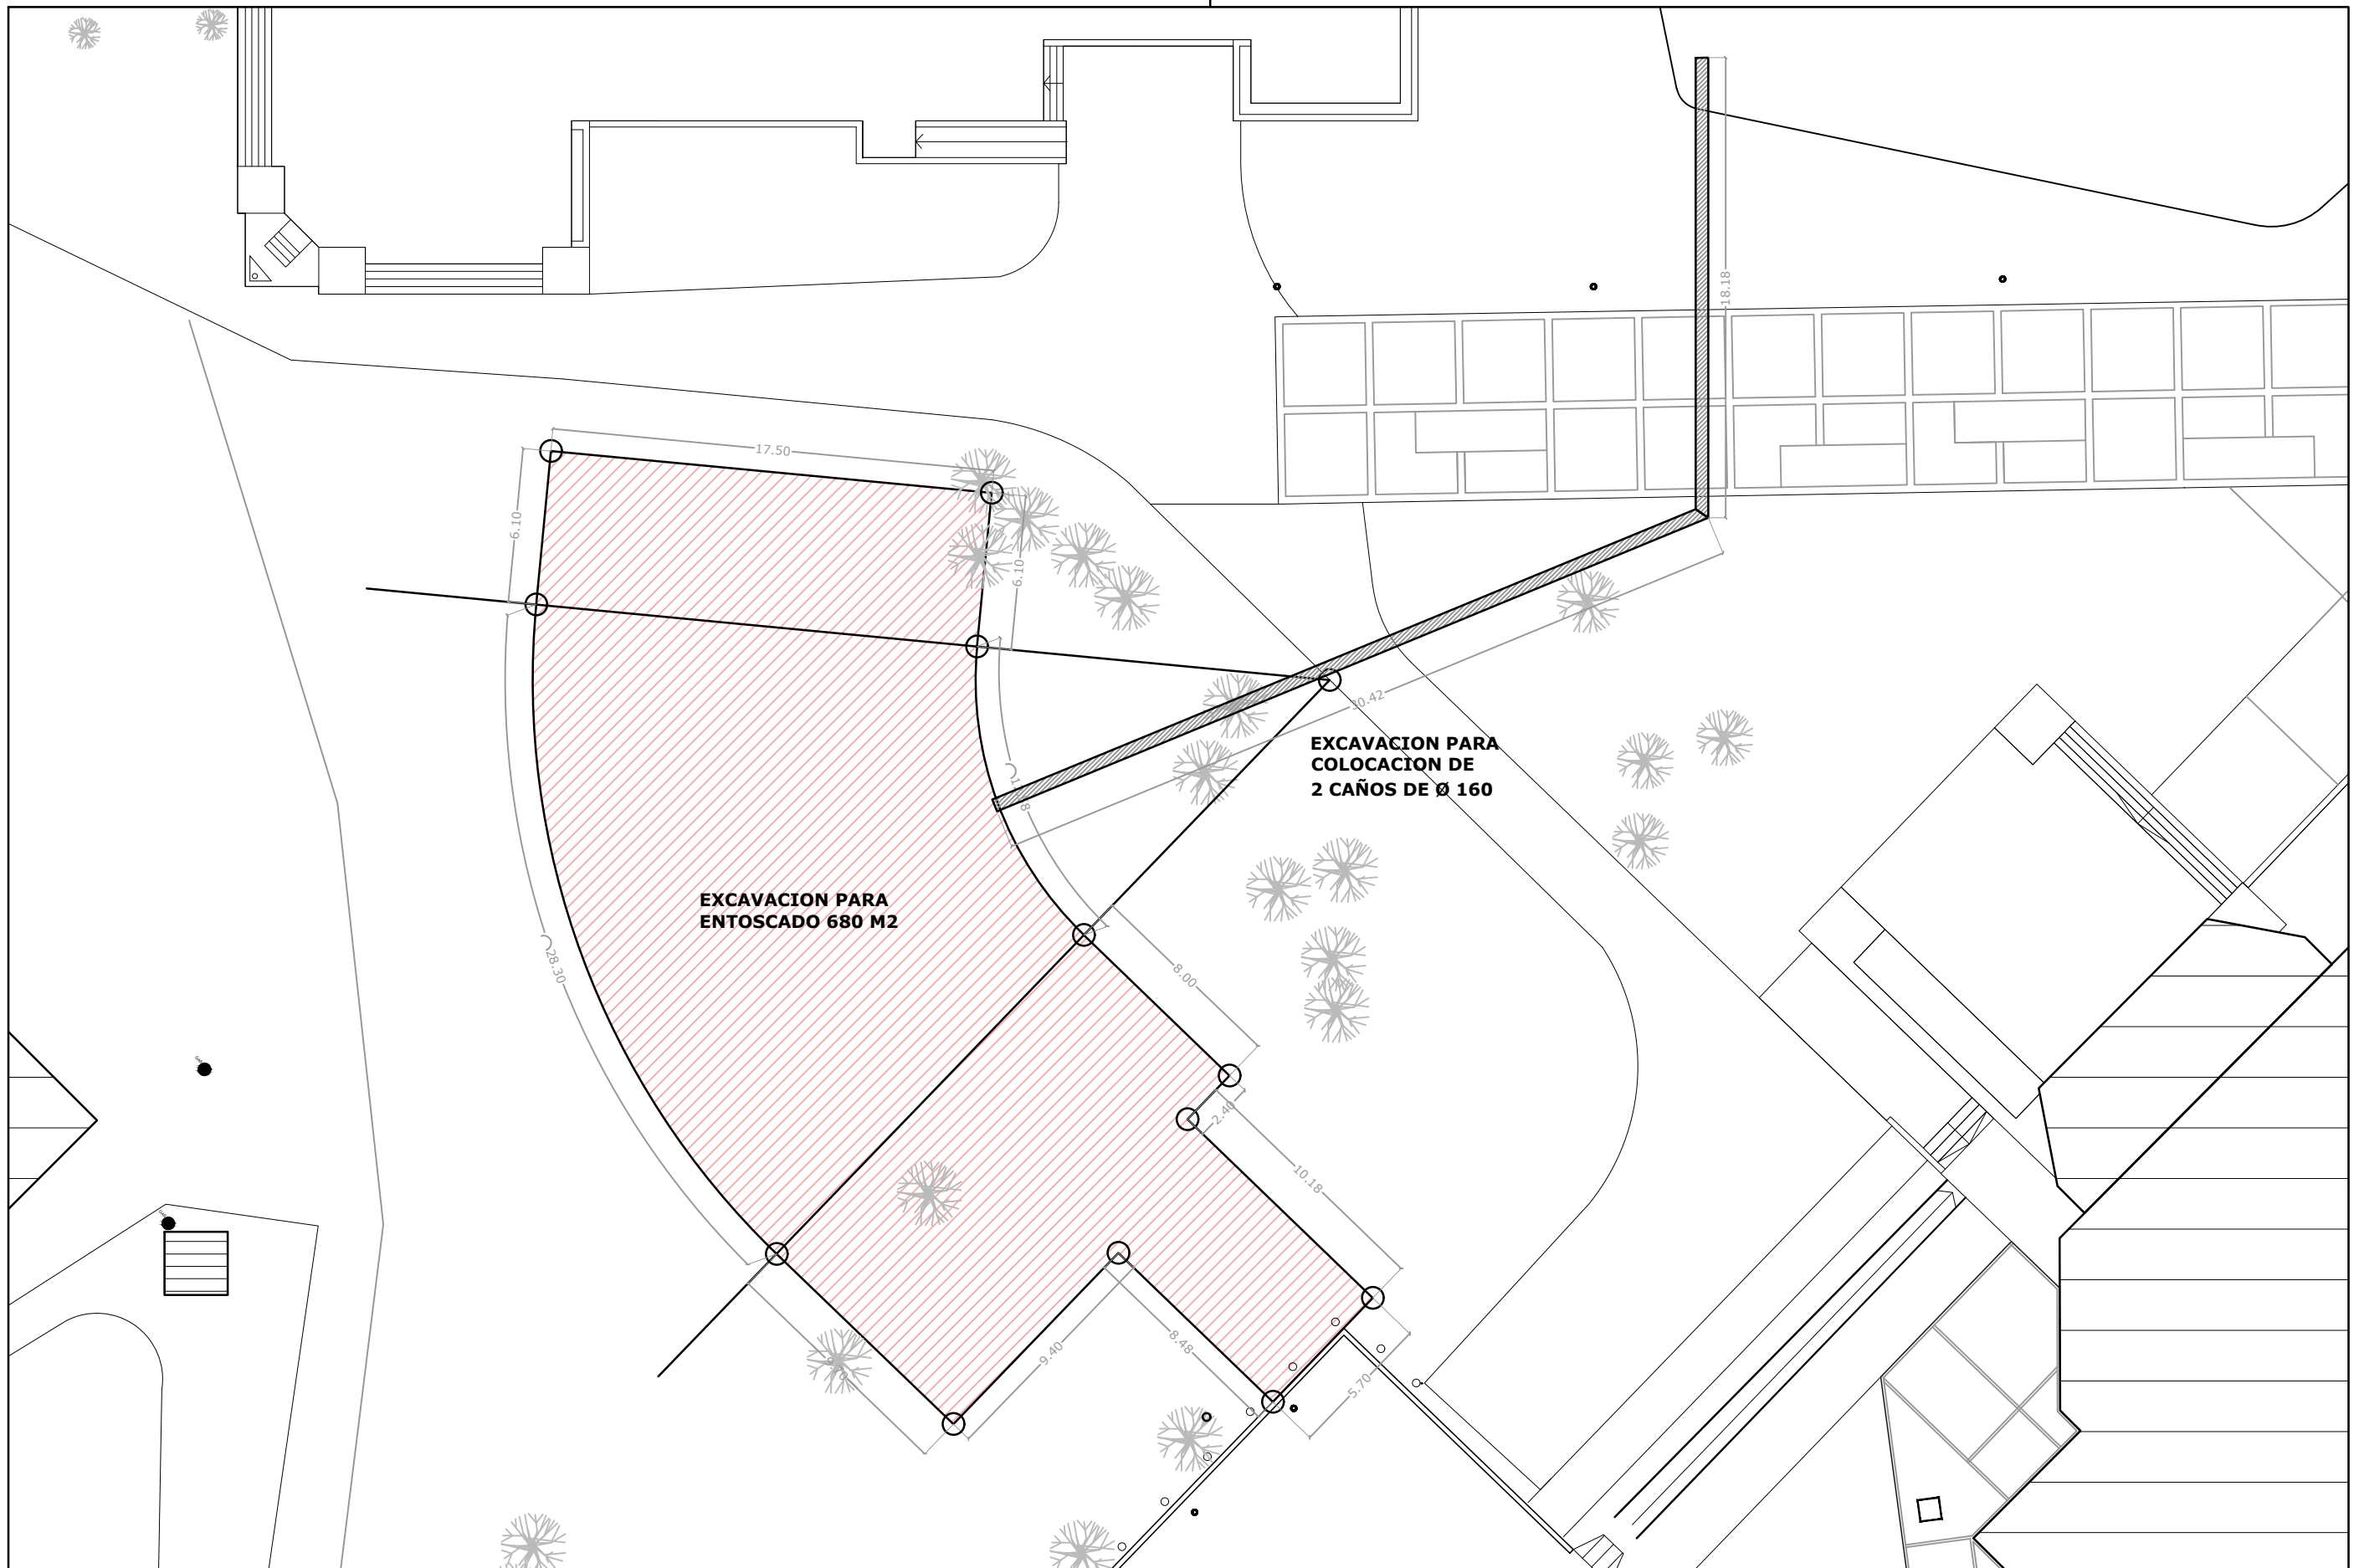 18.18
17.50
6.10
6.10
30.42
EXCAVACION PARA
COLOCACION DE
2 CAÑOS DE Ø 160
EXCAVACION PARA
ENTOSCADO 680 M2
28.30
8.00
2.40
10.18
9.40
8.48
5.70